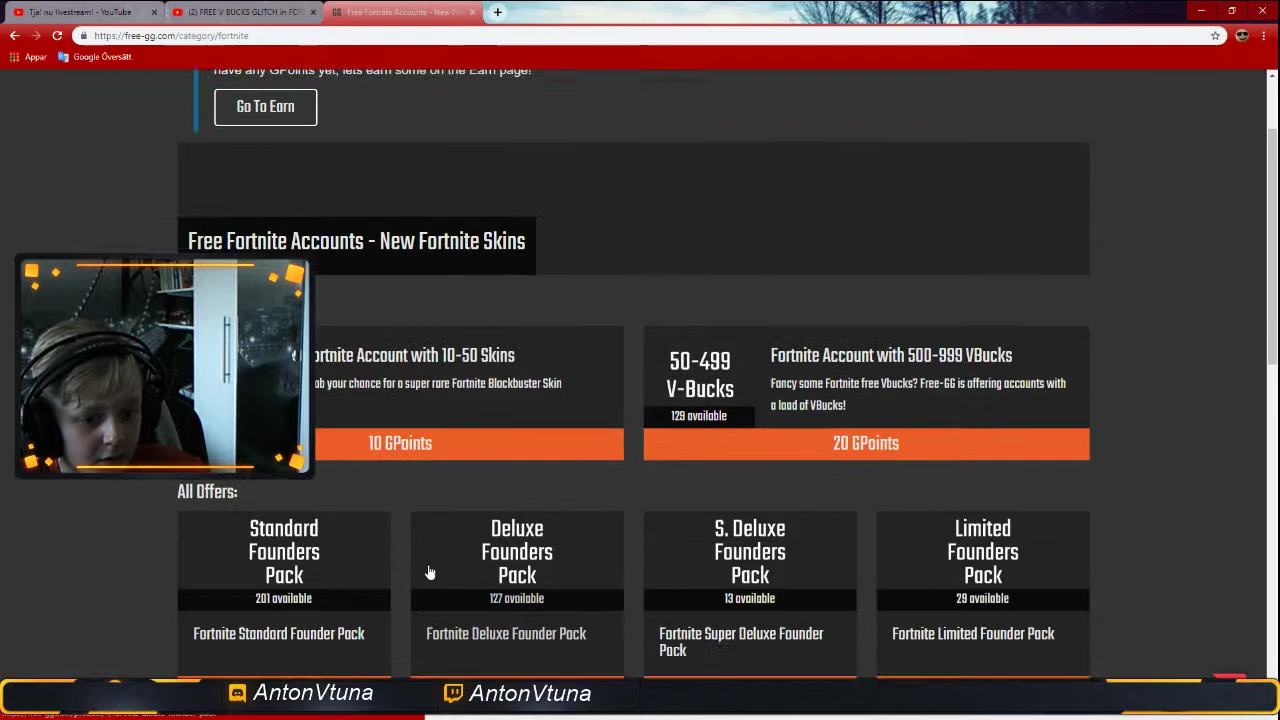 Tja! nu livestream! - YouTube
(2) FREE V BUCKS GLITCH in FOR
Free Fortnite Accounts - New Fo
https://free-gg.com/category/fortnite
Appar
Google Översätt
have any GPoints yet, lets earn some on the Earn page!
Go To Earn
Free Fortnite Accounts - New Fortnite Skins
ortnite Account with 10-50 Skins
ab your chance for a super rare Fortnite Blockbuster Skin
10 GPoints
50-499
V-Bucks
129 available
Fortnite Account with 500-999 VBucks
Fancy some Fortnite free Vbucks? Free-GG is offering accounts with
a load of VBucks!
20 GPoints
All Offers:
Standard
Founders
Pack
201 available
Fortnite Standard Founder Pack
Deluxe
Founders
Pack
127 available
Fortnite Deluxe Founder Pack
S. Deluxe
Founders
Pack
13 available
Fortnite Super Deluxe Founder
Pack
Limited
Founders
Pack
29 available
Fortnite Limited Founder Pack
AntonVtuna
AntonVtuna